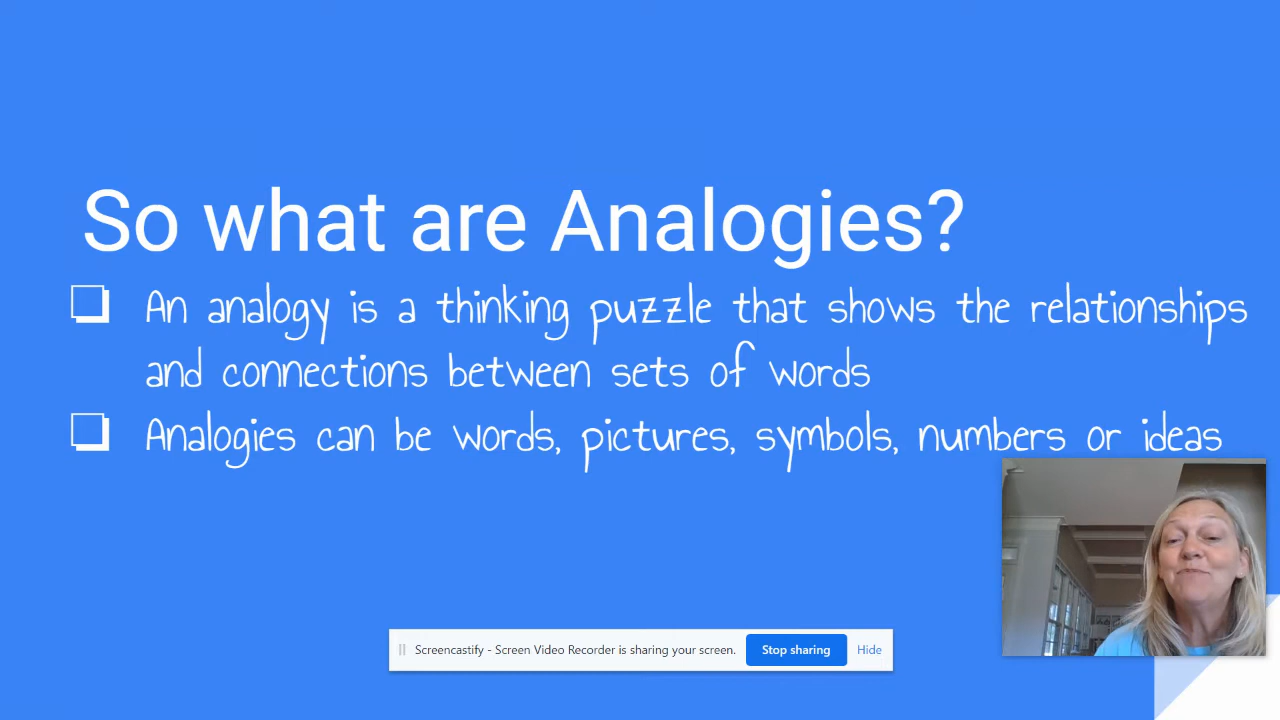 So what are Analogies?
An analogy is a thinking puzzle that shows the relationships
and connections between sets of words
Analogies can be words, pictures, symbols, numbers or ideas
Screencastify - Screen Video Recorder is sharing your screen.
Stop sharing
Hide